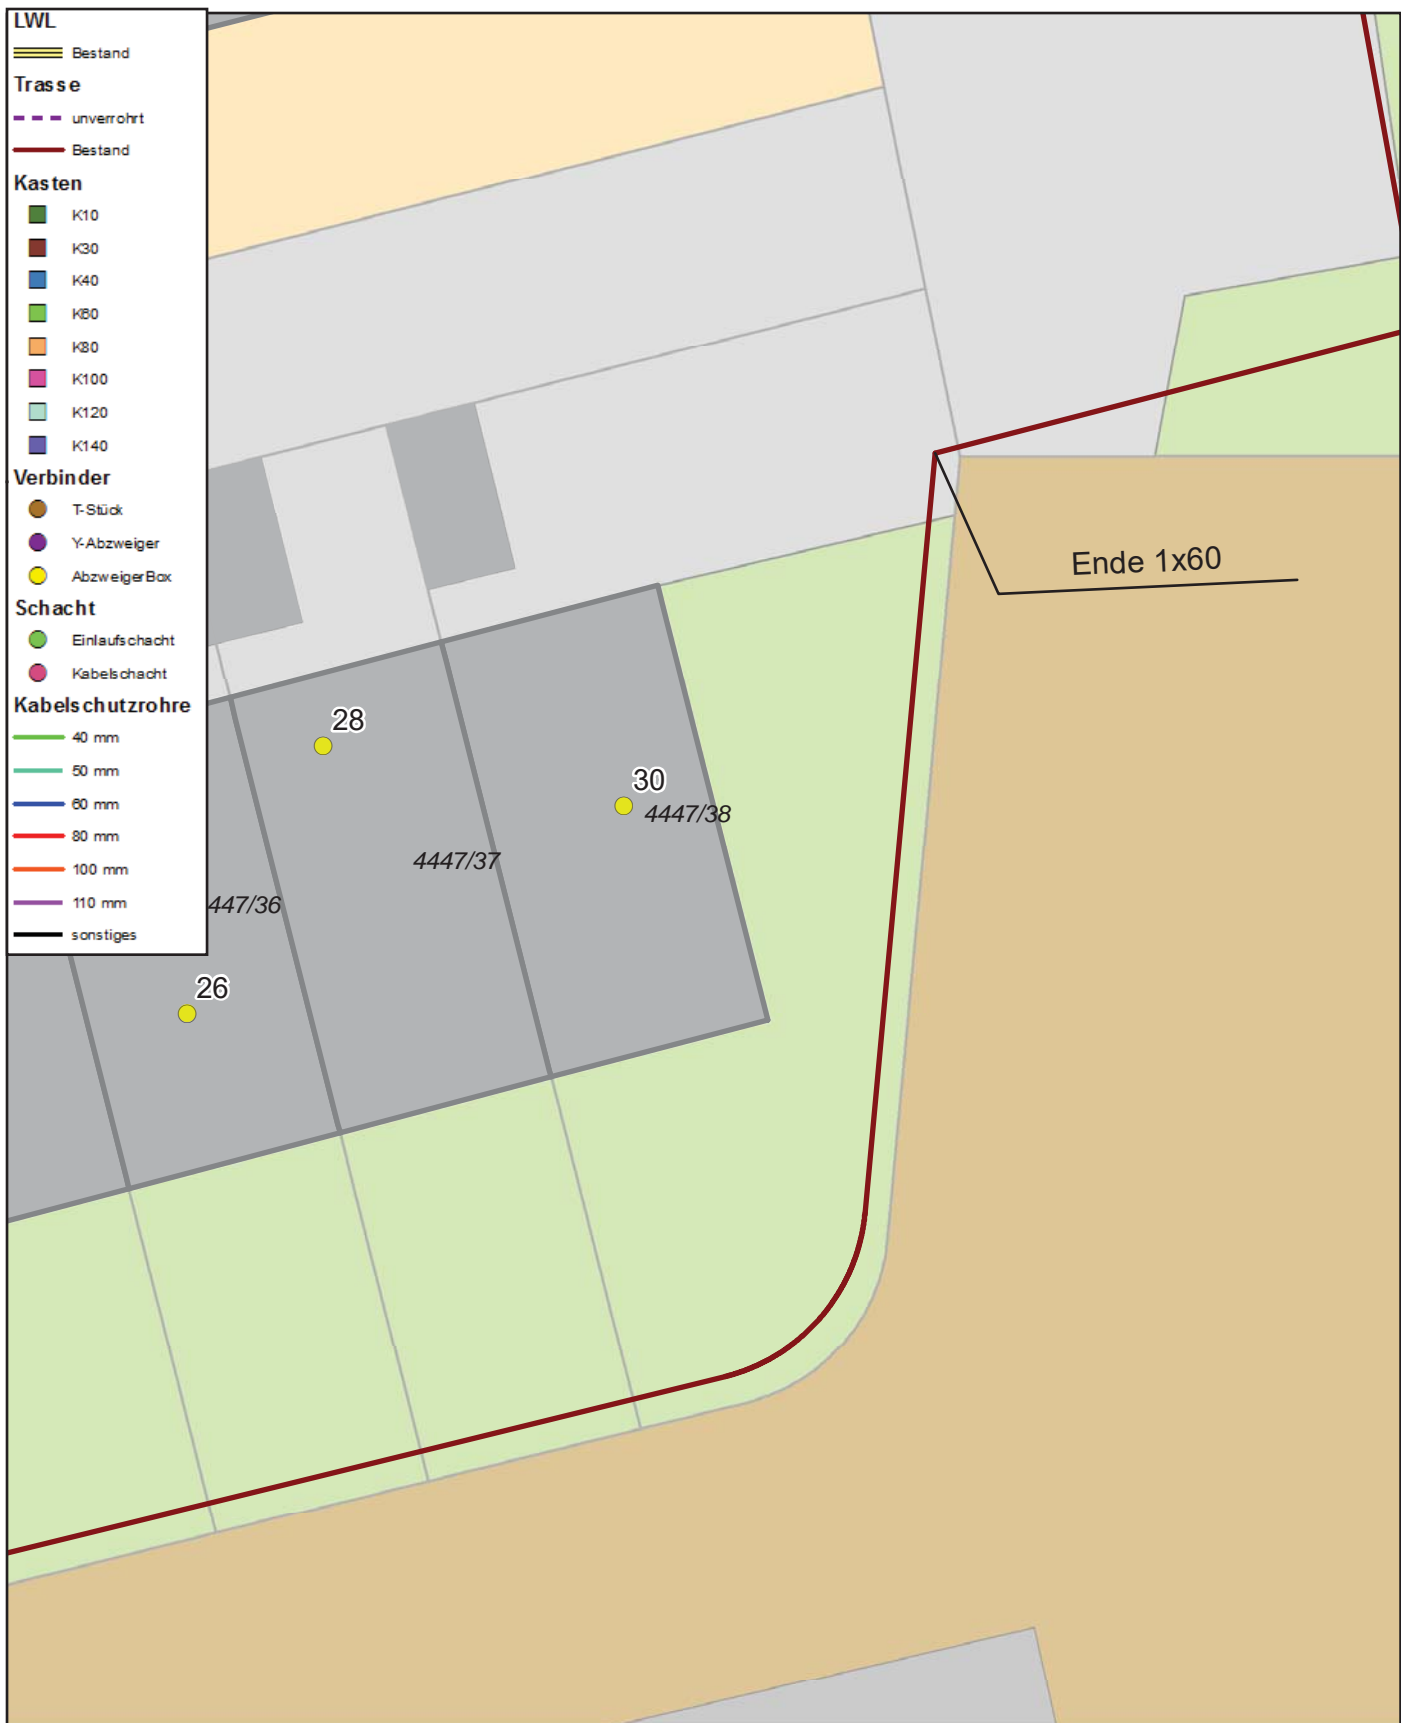 LWL
Bestand
Trasse
unverrohrt
Bestand
Kasten
K10
K30
K40
K60
K80
K100
K120
K140
Verbinder
T-Stück
Y-Abzweiger
AbzweigerBox
Schacht
Einlaufschacht
Kabelschacht
Kabelschutzrohre
40 mm
50 mm
60 mm
80 mm
100 mm
110 mm
sonstiges
Ende 1x60
28
30
4447/38
4447/37
447/36
26